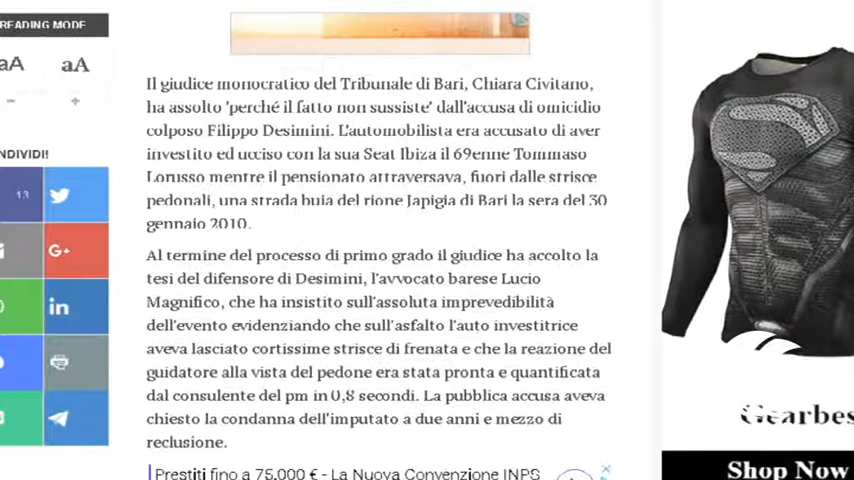 READING MODE
aA
aA
-
+
NDIVIDI!
13
G+
in
Il giudice monocratico del Tribunale di Bari, Chiara Civitano,
ha assolto 'perché il fatto non sussiste' dall'accusa di omicidio
colposo Filippo Desimini. L'automobilista era accusato di aver
investito ed ucciso con la sua Seat Ibiza il 69enne Tommaso
Lorusso mentre il pensionato attraversava, fuori dalle strisce
pedonali, una strada buia del rione Japigia di Bari la sera del 30
gennaio 2010.
Al termine del processo di primo grado il giudice ha accolto la
tesi del difensore di Desimini, l'avvocato barese Lucio
Magnifico, che ha insistito sull'assoluta imprevedibilità
dell'evento evidenziando che sull'asfalto l'auto investitrice
aveva lasciato cortissime strisce di frenata e che la reazione del
guidatore alla vista del pedone era stata pronta e quantificata
dal consulente del pm in 0,8 secondi. La pubblica accusa aveva
chiesto la condanna dell'imputato a due anni e mezzo di
reclusione.
Prestiti fino a 75.000 € - La Nuova Convenzione INPS
Gearbes
Shop Now